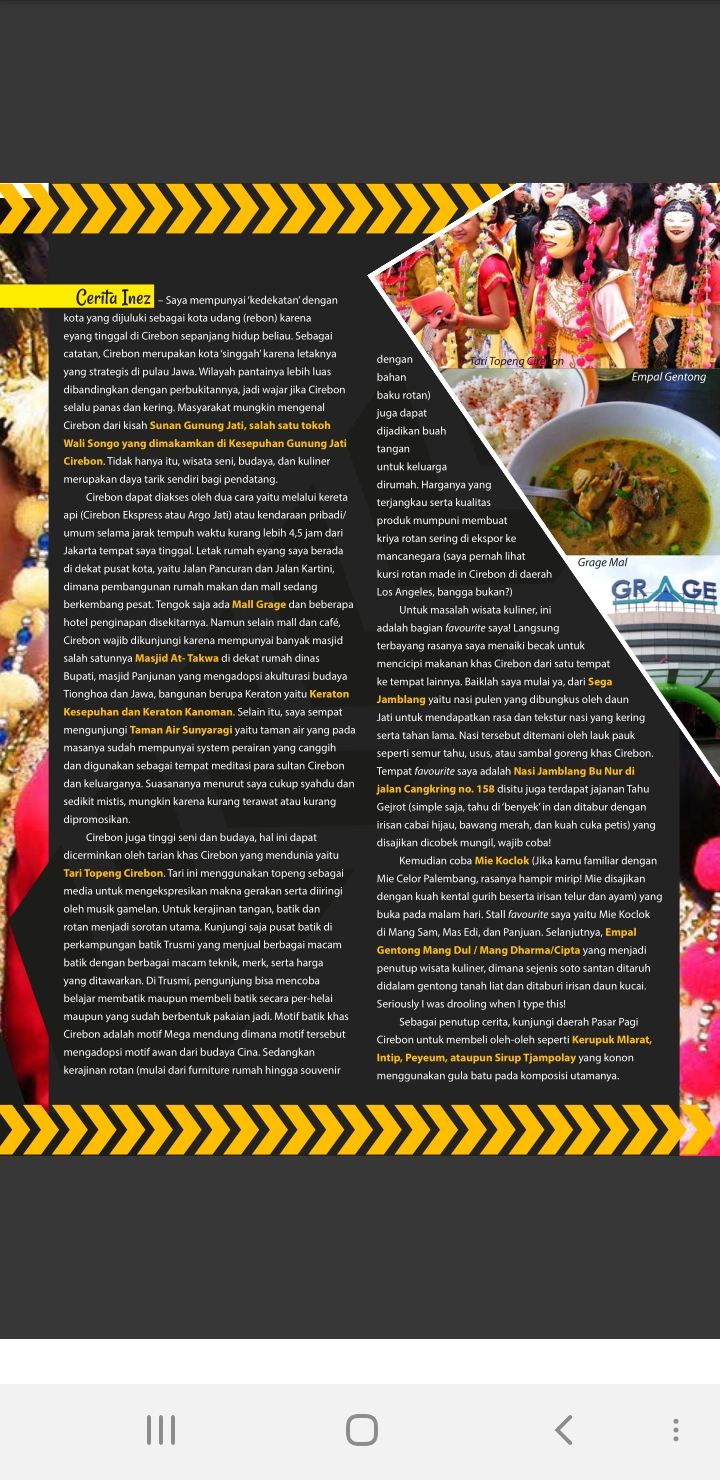 Cerita Inez – Saya mempunyai 'kedekatan' dengan
kota yang dijuluki sebagai kota udang (rebon) karena
eyang tinggal di Cirebon sepanjang hidup beliau. Sebagai
catatan, Cirebon merupakan kota 'singgah' karena letaknya
yang strategis di pulau Jawa. Wilayah pantainya lebih luas
dibandingkan dengan perbukitannya, jadi wajar jika Cirebon
selalu panas dan kering. Masyarakat mungkin mengenal
Cirebon dari kisah Sunan Gunung Jati, salah satu tokoh
Wali Songo yang dimakamkan di Kesepuhan Gunung Jati
Cirebon. Tidak hanya itu, wisata seni, budaya, dan kuliner
merupakan daya tarik sendiri bagi pendatang.
Cirebon dapat diakses oleh dua cara yaitu melalui kereta
api (Cirebon Ekspress atau Argo Jati) atau kendaraan pribadi/
umum selama jarak tempuh waktu kurang lebih 4,5 jam dari
Jakarta tempat saya tinggal. Letak rumah eyang saya berada
di dekat pusat kota, yaitu Jalan Pancuran dan Jalan Kartini,
dimana pembangunan rumah makan dan mall sedang
berkembang pesat. Tengok saja ada Mall Grage dan beberapa
hotel penginapan disekitarnya. Namun selain mall dan café,
Cirebon wajib dikunjungi karena mempunyai banyak masjid
salah satunnya Masjid At- Takwa di dekat rumah dinas
Bupati, masjid Panjunan yang mengadopsi akulturasi budaya
Tionghoa dan Jawa, bangunan berupa Keraton yaitu Keraton
Kesepuhan dan Keraton Kanoman. Selain itu, saya sempat
mengunjungi Taman Air Sunyaragi yaitu taman air yang pada
masanya sudah mempunyai system perairan yang canggih
dan digunakan sebagai tempat meditasi para sultan Cirebon
dan keluarganya. Suasananya menurut saya cukup syahdu dan
sedikit mistis, mungkin karena kurang terawat atau kurang
dipromosikan.
Cirebon juga tinggi seni dan budaya, hal ini dapat
dicerminkan oleh tarian khas Cirebon yang mendunia yaitu
Tari Topeng Cirebon. Tari ini menggunakan topeng sebagai
media untuk mengekspresikan makna gerakan serta diiringi
oleh musik gamelan. Untuk kerajinan tangan, batik dan
rotan menjadi sorotan utama. Kunjungi saja pusat batik di
perkampungan batik Trusmi yang menjual berbagai macam
batik dengan berbagai macam teknik, merk, serta harga
yang ditawarkan. Di Trusmi, pengunjung bisa mencoba
belajar membatik maupun membeli batik secara per-helai
maupun yang sudah berbentuk pakaian jadi. Motif batik khas
Cirebon adalah motif Mega mendung dimana motif tersebut
mengadopsi motif awan dari budaya Cina. Sedangkan
kerajinan rotan (mulai dari furniture rumah hingga souvenir
dengan
bahan
baku rotan)
juga dapat
dijadikan buah
tangan
untuk keluarga
dirumah. Harganya yang
terjangkau serta kualitas
produk mumpuni membuat
kriya rotan sering di ekspor ke
mancanegara (saya pernah lihat
kursi rotan made in Cirebon di daerah
Los Angeles, bangga bukan?)
Untuk masalah wisata kuliner, ini
adalah bagian favourite saya! Langsung
terbayang rasanya saya menaiki becak untuk
mencicipi makanan khas Cirebon dari satu tempat
ke tempat lainnya. Baiklah saya mulai ya, dari Sega
Jamblang yaitu nasi pulen yang dibungkus oleh daun
Jati untuk mendapatkan rasa dan tekstur nasi yang kering
serta tahan lama. Nasi tersebut ditemani oleh lauk pauk
seperti semur tahu, usus, atau sambal goreng khas Cirebon.
Tempat favourite saya adalah Nasi Jamblang Bu Nur di
jalan Cangkring no. 158 disitu juga terdapat jajanan Tahu
Gejrot (simple saja, tahu di 'benyek' in dan ditabur dengan
irisan cabai hijau, bawang merah, dan kuah cuka petis) yang
disajikan dicobek mungil, wajib coba!
Kemudian coba Mie Koclok (Jika kamu familiar dengan
Mie Celor Palembang, rasanya hampir mirip! Mie disajikan
dengan kuah kental gurih beserta irisan telur dan ayam) yang
buka pada malam hari. Stall favourite saya yaitu Mie Koclok
di Mang Sam, Mas Edi, dan Panjuan. Selanjutnya, Empal
Gentong Mang Dul / Mang Dharma/Cipta yang menjadi
penutup wisata kuliner, dimana sejenis soto santan ditaruh
didalam gentong tanah liat dan ditaburi irisan daun kucai.
Seriously I was drooling when I type this!
Sebagai penutup cerita, kunjungi daerah Pasar Pagi
Cirebon untuk membeli oleh-oleh seperti Kerupuk Mlarat,
Intip, Peyeum, ataupun Sirup Tjampolay yang konon
menggunakan gula batu pada komposisi utamanya.
Tari Topeng Cirebon
Empal Gentong
Grage Mal
GRAGE